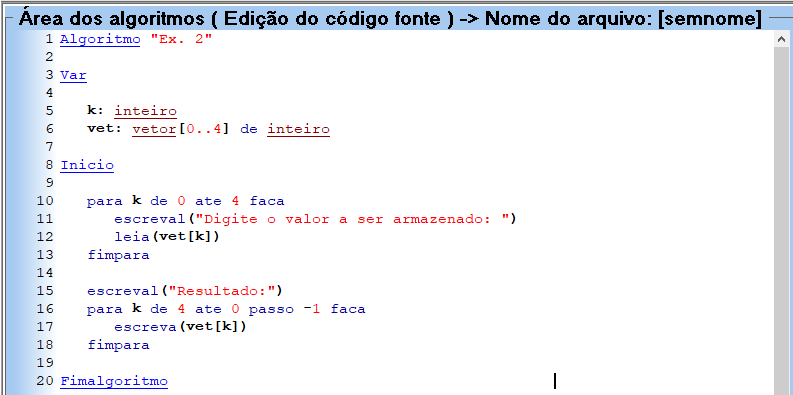 Área dos algoritmos ( Edição do código fonte ) -> Nome do arquivo: [semnome]
1 Algoritmo "Ex. 2"
2
3 Var
4
5 k: inteiro
6 vet: vetor[0..4] de inteiro
7
8 Inicio
9
10 para k de 0 ate 4 faca
11 escreval("Digite o valor a ser armazenado: ")
12 leia(vet[k])
13 fimpara
14
15 escreval("Resultado:")
16 para k de 4 ate 0 passo -1 faca
17 escreva(vet[k])
18 fimpara
19
20 Fimalgoritmo